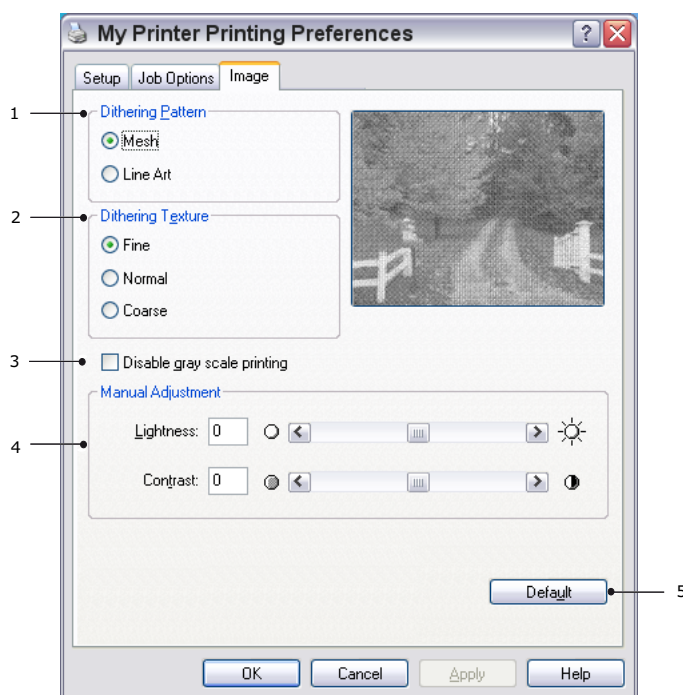 My Printer Printing Preferences
?
Setup Job Options Image
1
Dithering Pattern
Mesh
Line Art
2
Dithering Texture
Fine
Normal
Coarse
3
Disable gray scale printing
Manual Adjustment
4
Lightness: 0
Contrast: 0
Default
5
OK Cancel Apply Help